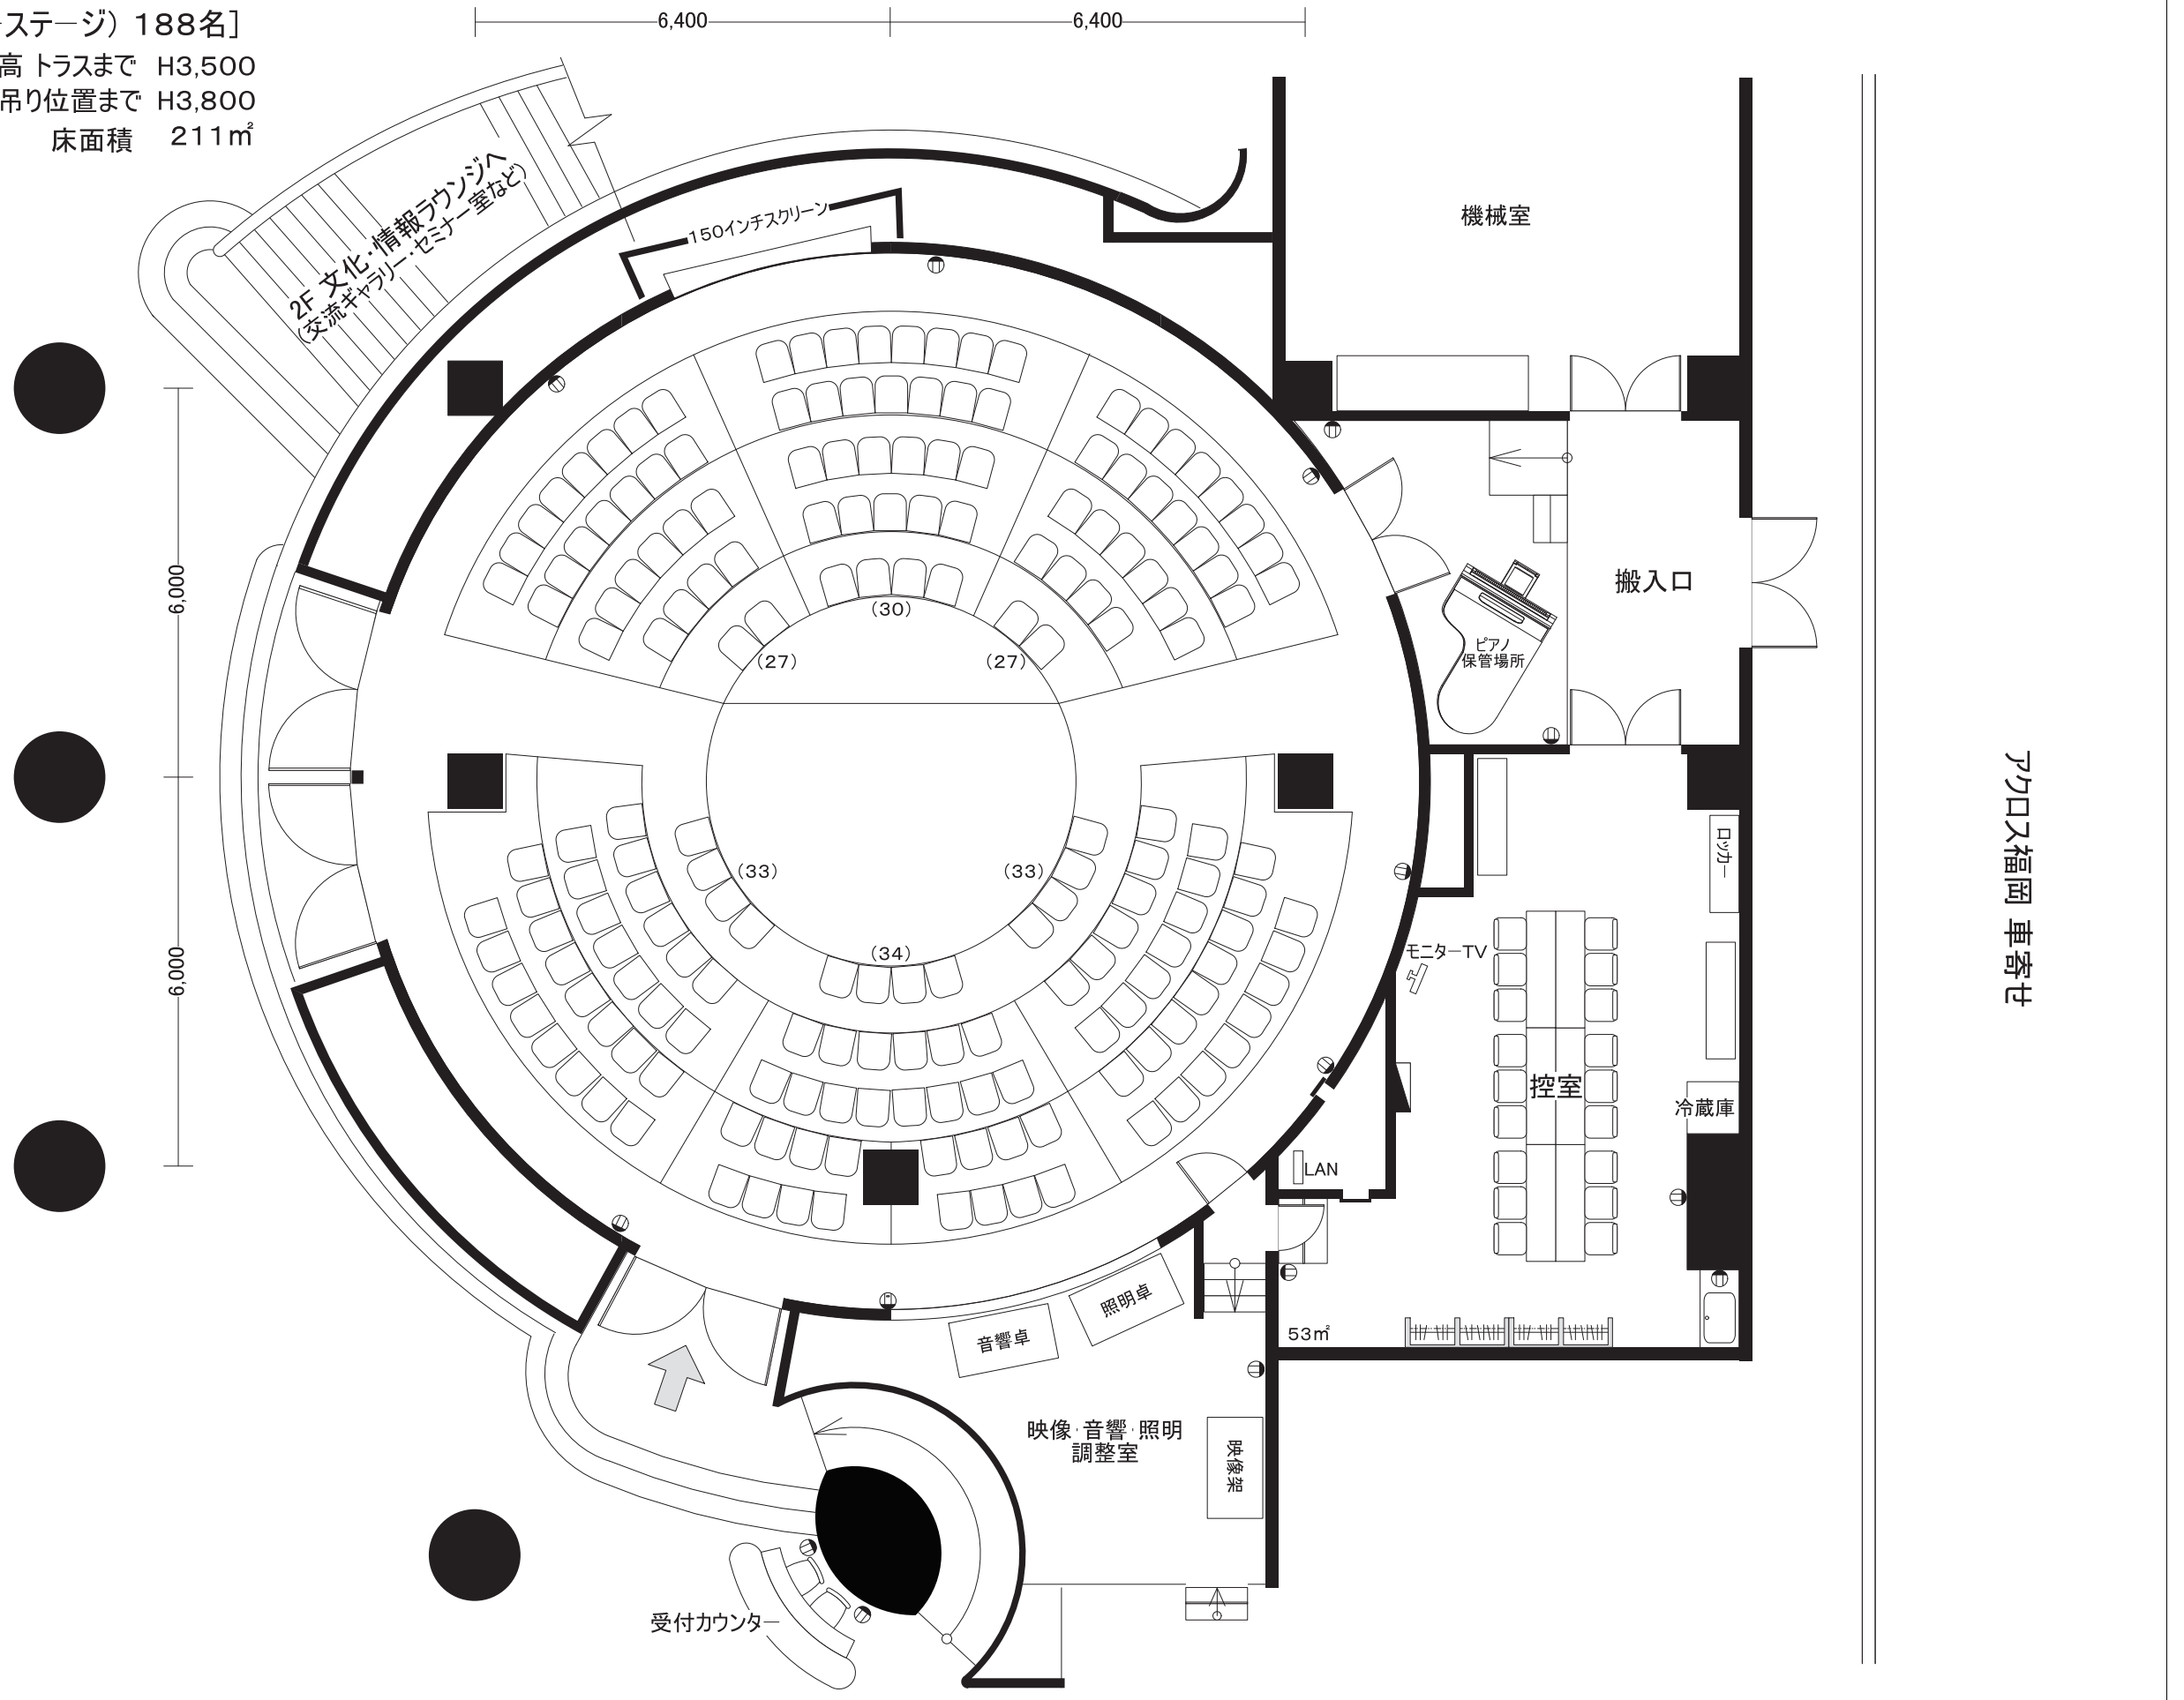 ステージ）188名］
高 トラスまで H3,500
吊り位置まで H3,800
床面積 211㎡
6,400
6,400
2F 文化・情報ラウンジへ
（交流ギャラリー・セミナー室など）
150インチスクリーン
機械室
6,000
6,000
搬入口
ピアノ
保管場所
（30）
（27）
（27）
（33）
（33）
（34）
ロッカー
モニターTV
控室
冷蔵庫
LAN
53㎡
照明卓
音響卓
映像・音響・照明
調整室
映像架
受付カウンター
アクロス福岡 車寄せ